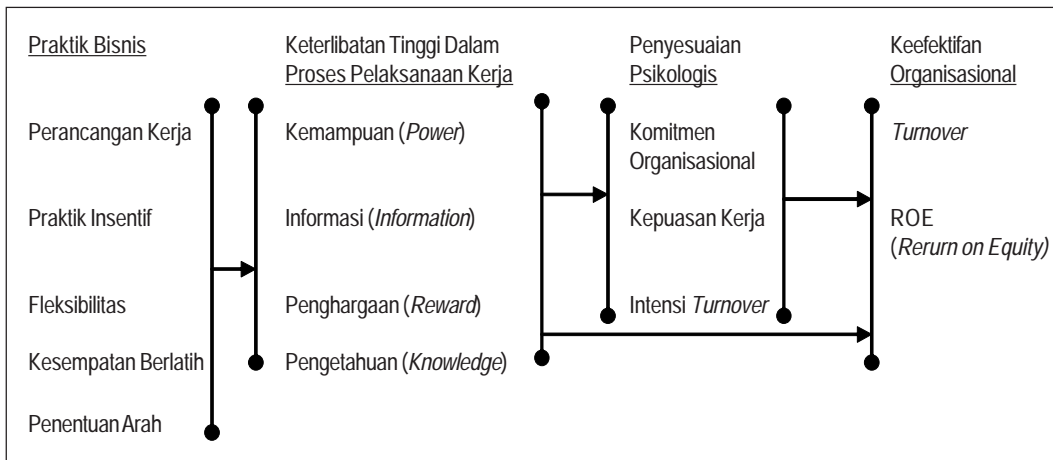 Praktik Bisnis
Perancangan Kerja
Praktik Insentif
Fleksibilitas
Kesempatan Berlatih
Penentuan Arah
Keterlibatan Tinggi Dalam
Proses Pelaksanaan Kerja
Kemampuan (Power)
Informasi (Information)
Penghargaan (Reward)
Pengetahuan (Knowledge)
Penyesuaian
Psikologis
Komitmen
Organisasional
Kepuasan Kerja
Intensi Turnover
Keefektifan
Organisasional
Turnover
ROE
(Rerurn on Equity)